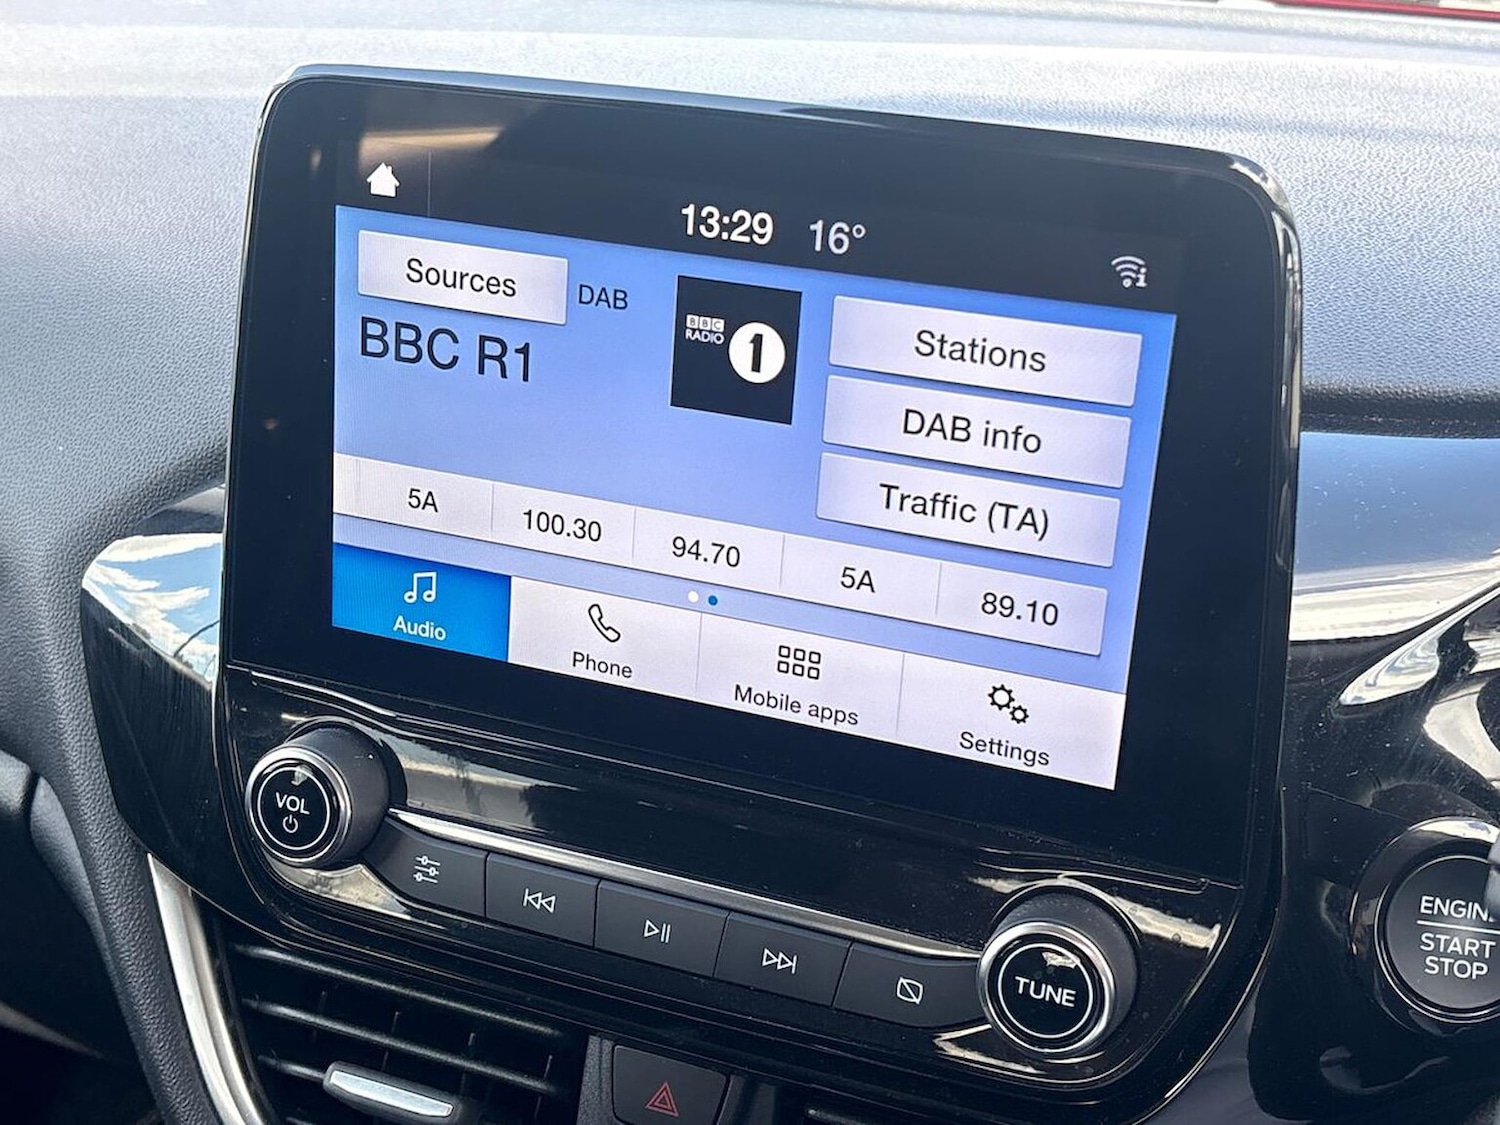 13:29 16°
Sources DAB
BBC R1
BBC
RADIO
1
Stations
DAB info
Traffic (TA)
5A 100.30 94.70 5A 89.10
Audio Phone Mobile apps Settings
VOL
TUNE
START
STOP